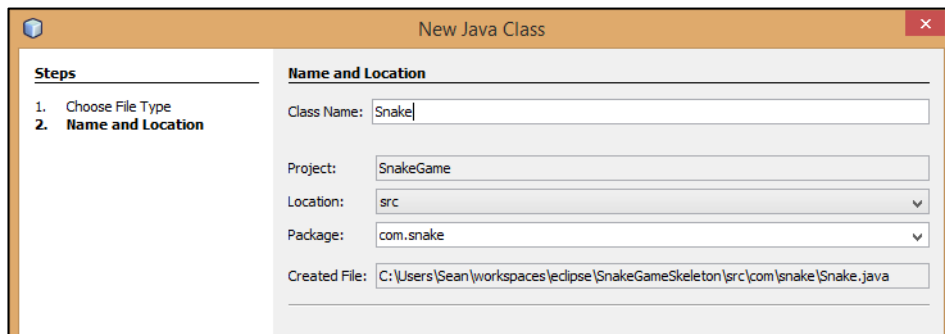 New Java Class
Steps
1. Choose File Type
2. Name and Location
Name and Location
Class Name: Snake
Project: SnakeGame
Location: src
Package: com.snake
Created File: C:\Users\Sean\workspaces\eclipse\SnakeGameSkeleton\src\com\snake\Snake.java